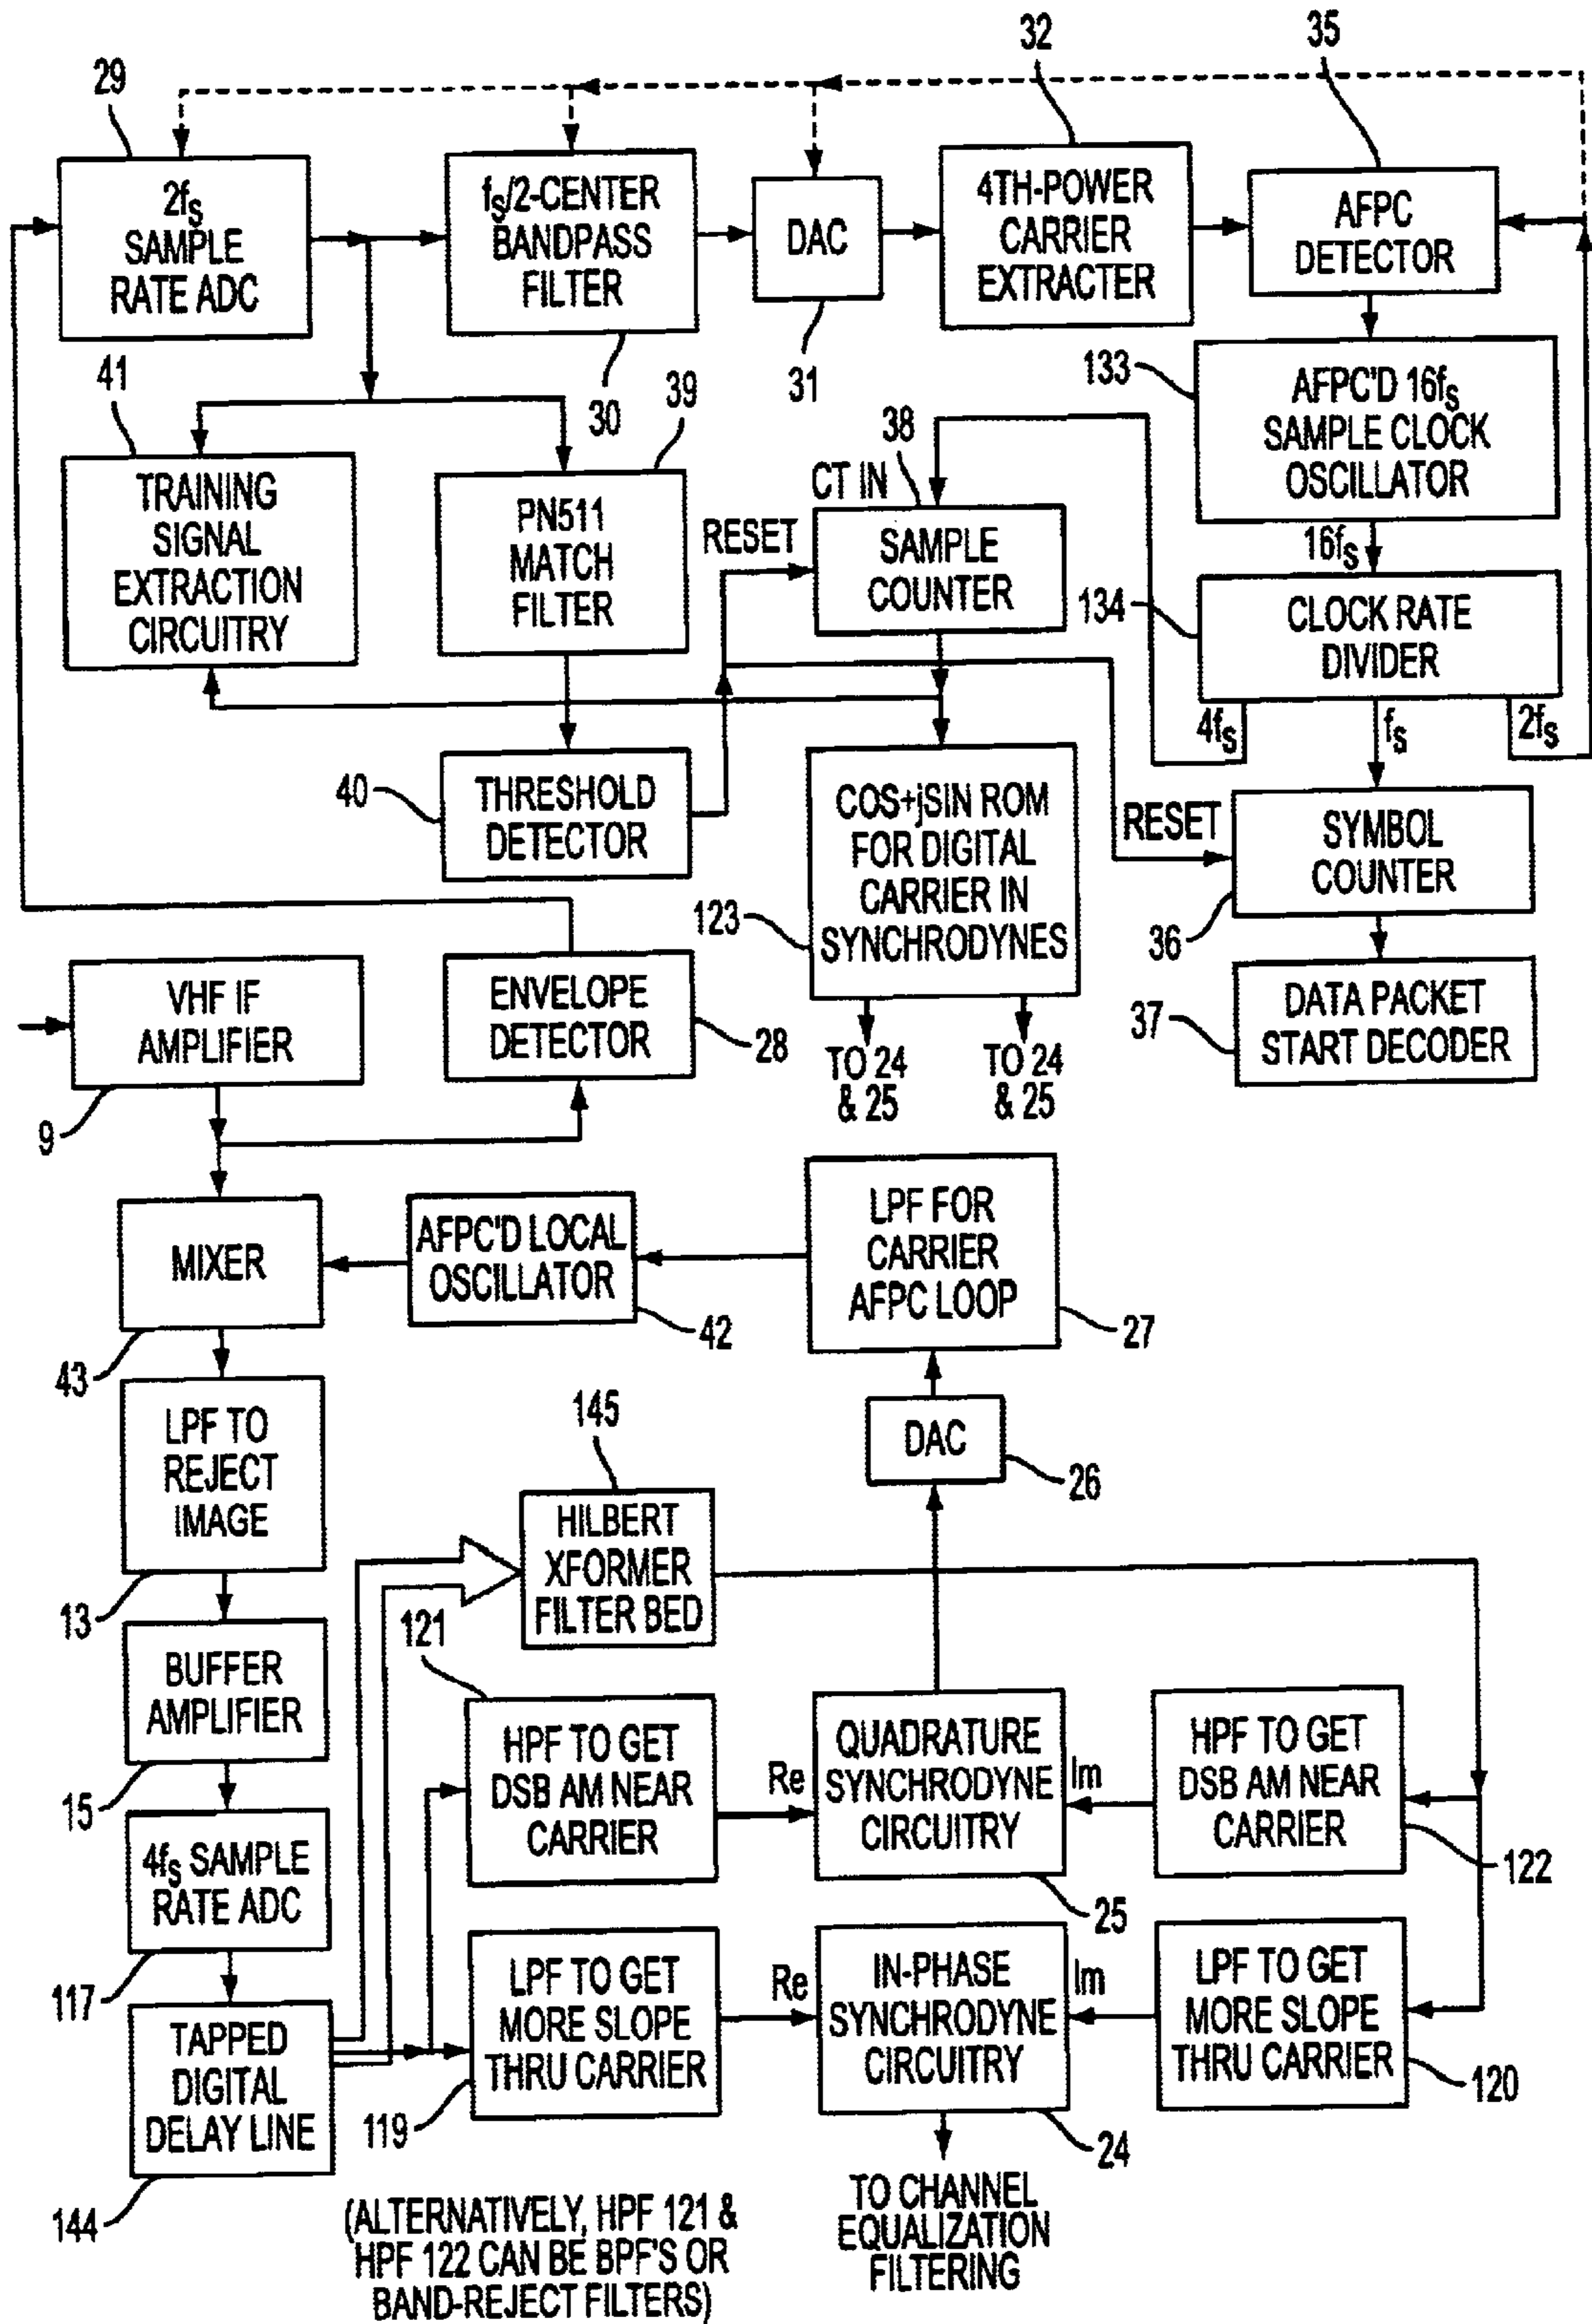 32
35
29
2fs
SAMPLE
RATE ADC
fs/2-CENTER
BANDPASS
FILTER
DAC
4TH-POWER
CARRIER
EXTRACTER
AFPC
DETECTOR
41
30
39
31
38
133
AFPC'D 16fs
SAMPLE CLOCK
OSCILLATOR
TRAINING
SIGNAL
EXTRACTION
CIRCUITRY
PN511
MATCH
FILTER
CT IN
RESET
SAMPLE
COUNTER
16fs
134
CLOCK RATE
DIVIDER
4fs
fs
2fs
40
THRESHOLD
DETECTOR
COS+jSIN ROM
FOR DIGITAL
CARRIER IN
SYNCHRODYNES
123
RESET
SYMBOL
COUNTER
36
VHF IF
AMPLIFIER
9
ENVELOPE
DETECTOR
28
TO 24
& 25
TO 24
& 25
37
DATA PACKET
START DECODER
MIXER
43
AFPC'D LOCAL
OSCILLATOR
42
LPF FOR
CARRIER
AFPC LOOP
27
LPF TO
REJECT
IMAGE
13
145
HILBERT
XFORMER
FILTER BED
DAC
26
BUFFER
AMPLIFIER
15
121
HPF TO GET
DSB AM NEAR
CARRIER
Re
QUADRATURE
SYNCHRODYNE
CIRCUITRY
Im
25
HPF TO GET
DSB AM NEAR
CARRIER
122
4fs SAMPLE
RATE ADC
117
TAPPED
DIGITAL
DELAY LINE
144
LPF TO GET
MORE SLOPE
THRU CARRIER
119
Re
IN-PHASE
SYNCHRODYNE
CIRCUITRY
Im
24
LPF TO GET
MORE SLOPE
THRU CARRIER
120
(ALTERNATIVELY, HPF 121 &
HPF 122 CAN BE BPF'S OR
BAND-REJECT FILTERS)
TO CHANNEL
EQUALIZATION
FILTERING